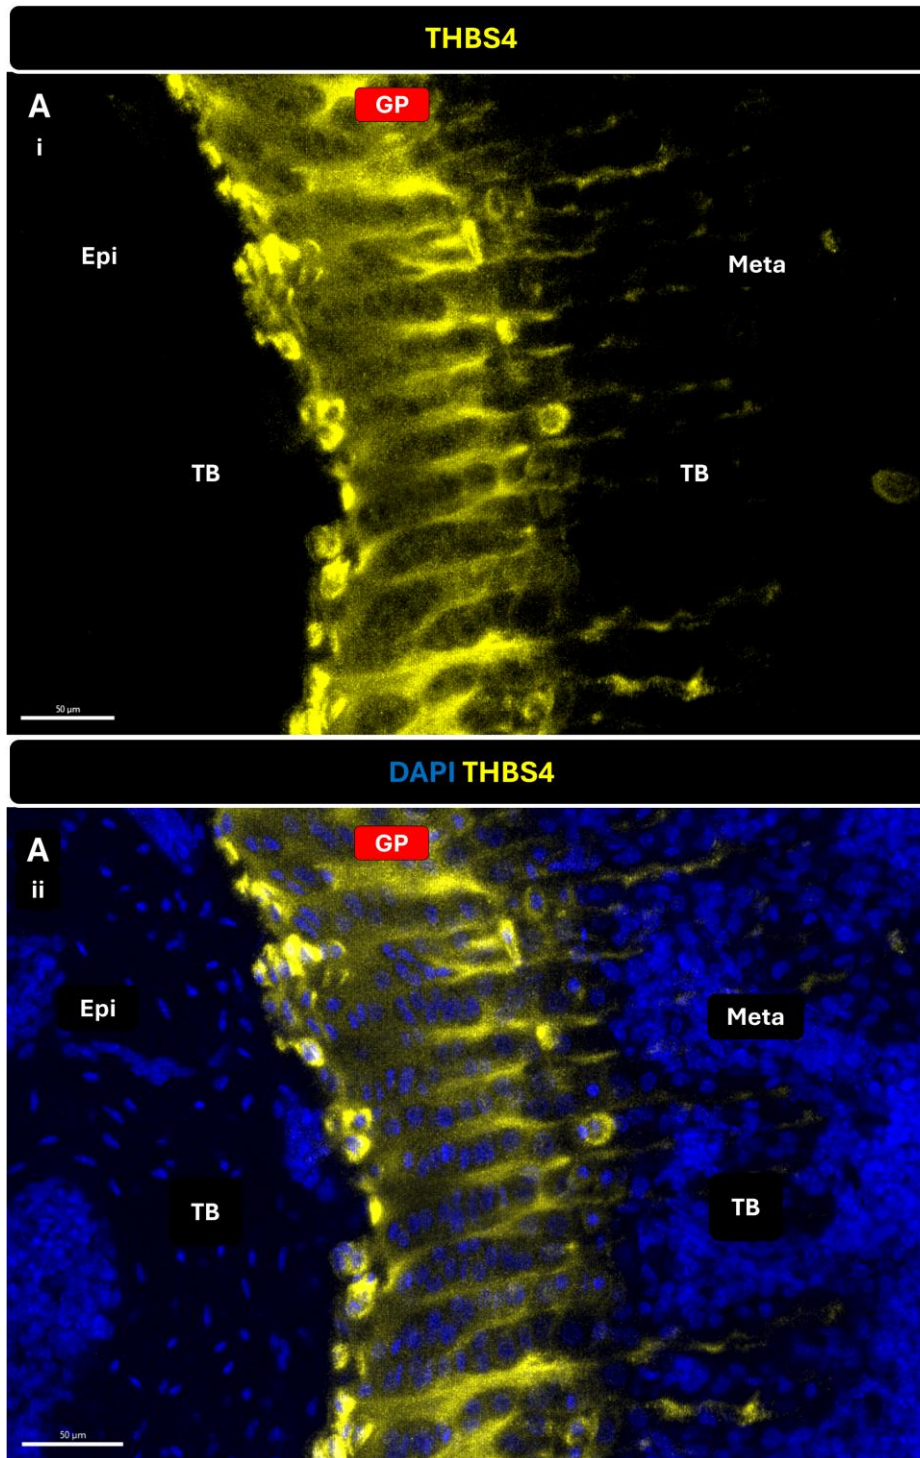 THBS4
A
GP
i
Epi
Meta
TB
TB
50 µm
DAPI THBS4
A
GP
ii
Epi
Meta
TB
TB
50 µm